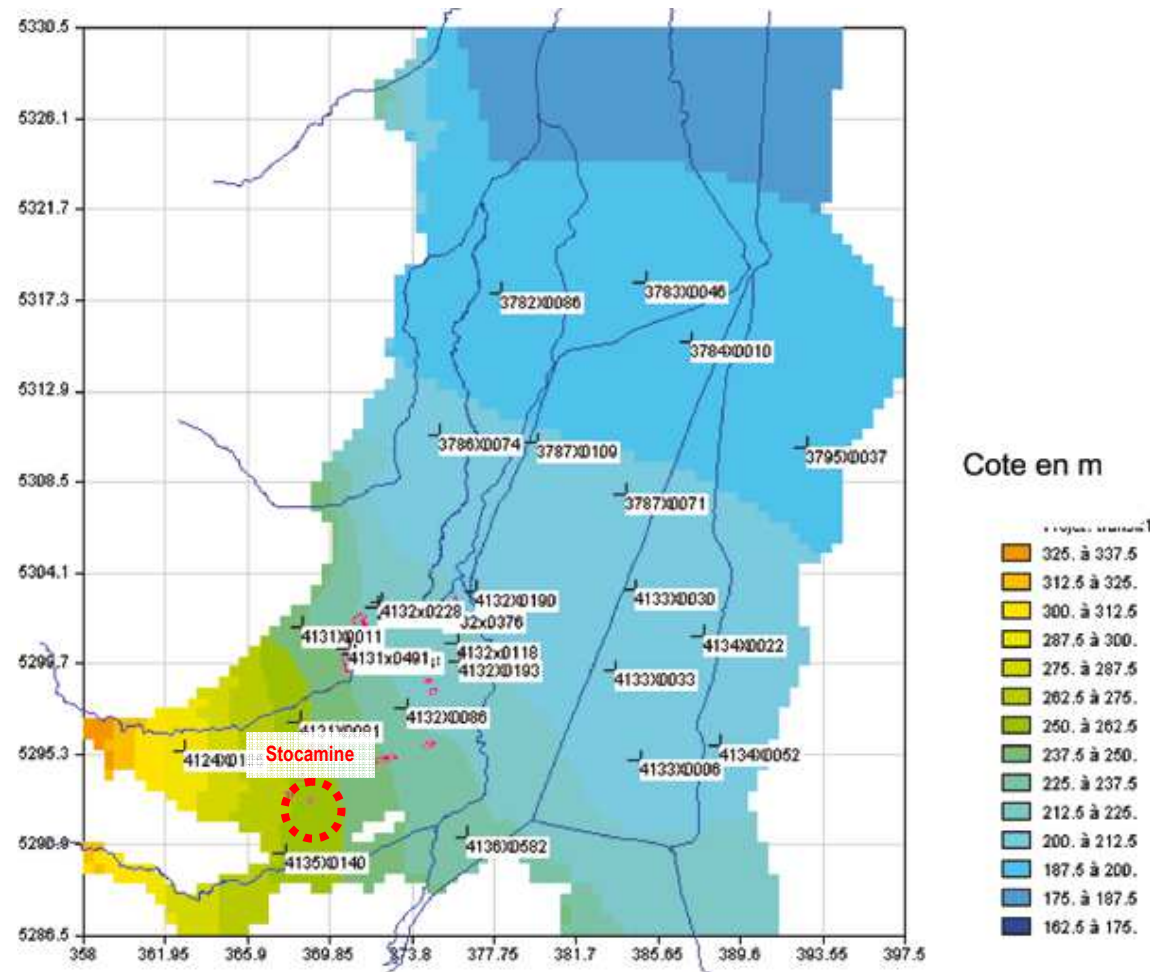 5330.5
5326.1
5321.7
5317.3
5312.9
5308.5
5304.1
5299.7
5295.3
5290.9
5286.5
358
361.95
365.9
369.85
373.8
377.75
381.7
385.65
389.6
393.55
397.5
3782X0086
3783X0046
3784X0010
3786X0074
3787X0109
3795X0037
3787X0071
4132X0190
4132x0228
32x0376
4133X0030
4131X0011
4134X0022
4132x0118
4131x0491
4132X0193
4133X0033
4132X0086
4134X0052
Stocamine
4133X0006
4136X0582
4135X0140
Cote en m
325. à 337.5
312.5 à 325.
300. à 312.5
287.5 à 300.
275. à 287.5
262.5 à 275.
250. à 262.5
237.5 à 250.
225. à 237.5
212.5 à 225.
200. à 212.5
187.5 à 200.
175. à 187.5
162.5 à 175.